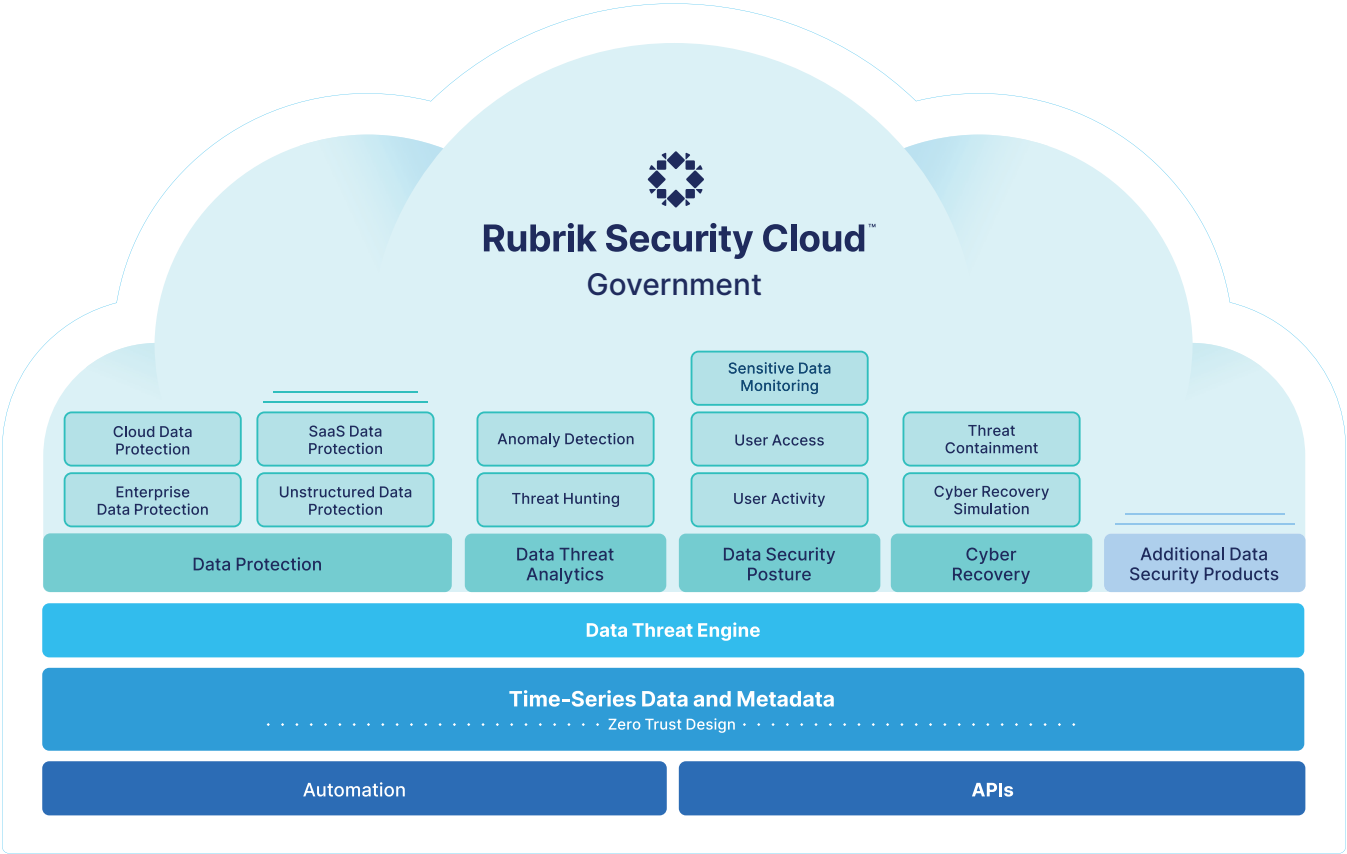 Rubrik Security Cloud™
Government
Sensitive Data
Monitoring
Cloud Data
Protection
SaaS Data
Protection
Anomaly Detection
User Access
Threat
Containment
Enterprise
Data Protection
Unstructured Data
Protection
Threat Hunting
User Activity
Cyber Recovery
Simulation
Data Protection
Data Threat
Analytics
Data Security
Posture
Cyber
Recovery
Additional Data
Security Products
Data Threat Engine
Time-Series Data and Metadata
Zero Trust Design
Automation
APIs